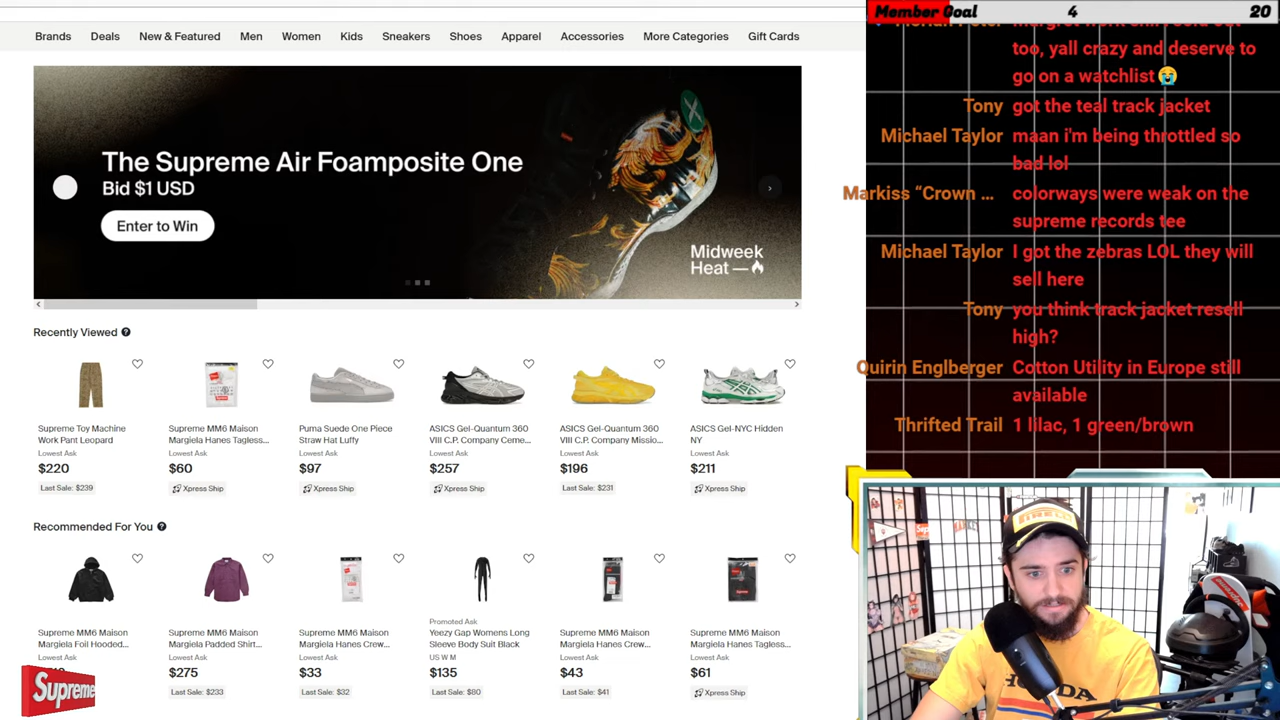 Brands Deals New & Featured Men Women Kids Sneakers Shoes Apparel Accessories More Categories Gift Cards
The Supreme Air Foamposite One
Bid $1 USD
Enter to Win
Midweek
Heat
Recently Viewed
Supreme Toy Machine
Work Pant Leopard
Lowest Ask
$220
Last Sale: $239
Supreme MM6 Maison
Margiela Hanes Tagless...
Lowest Ask
$60
Xpress Ship
Puma Suede One Piece
Straw Hat Luffy
Lowest Ask
$97
Xpress Ship
ASICS Gel-Quantum 360
VIII C.P. Company Ceme...
Lowest Ask
$257
Xpress Ship
ASICS Gel-Quantum 360
VIII C.P. Company Missio...
Lowest Ask
$196
Last Sale: $231
ASICS Gel-NYC Hidden
NY
Lowest Ask
$211
Xpress Ship
Recommended For You
Supreme MM6 Maison
Margiela Foil Hooded...
Lowest Ask
Supreme MM6 Maison
Margiela Padded Shirt...
Lowest Ask
$275
Last Sale: $233
Supreme MM6 Maison
Margiela Hanes Crew...
Lowest Ask
$33
Last Sale: $32
Promoted Ask
Yeezy Gap Womens Long
Sleeve Body Suit Black
US W M
$135
Last Sale: $80
Supreme MM6 Maison
Margiela Hanes Crew...
Lowest Ask
$43
Last Sale: $41
Supreme MM6 Maison
Margiela Hanes Tagless...
Lowest Ask
$61
Xpress Ship
Supreme
Member Goal 4 20
too, yall crazy and deserve to
go on a watchlist😭
Tony got the teal track jacket
Michael Taylor maan i'm being throttled so
bad lol
Markiss “Crown ... colorways were weak on the
supreme records tee
Michael Taylor I got the zebras LOL they will
sell here
Tony you think track jacket resell
high?
Quirin Englberger Cotton Utility in Europe still
available
Thrifted Trail 1 lilac, 1 green/brown
PIRELLI
HONDA